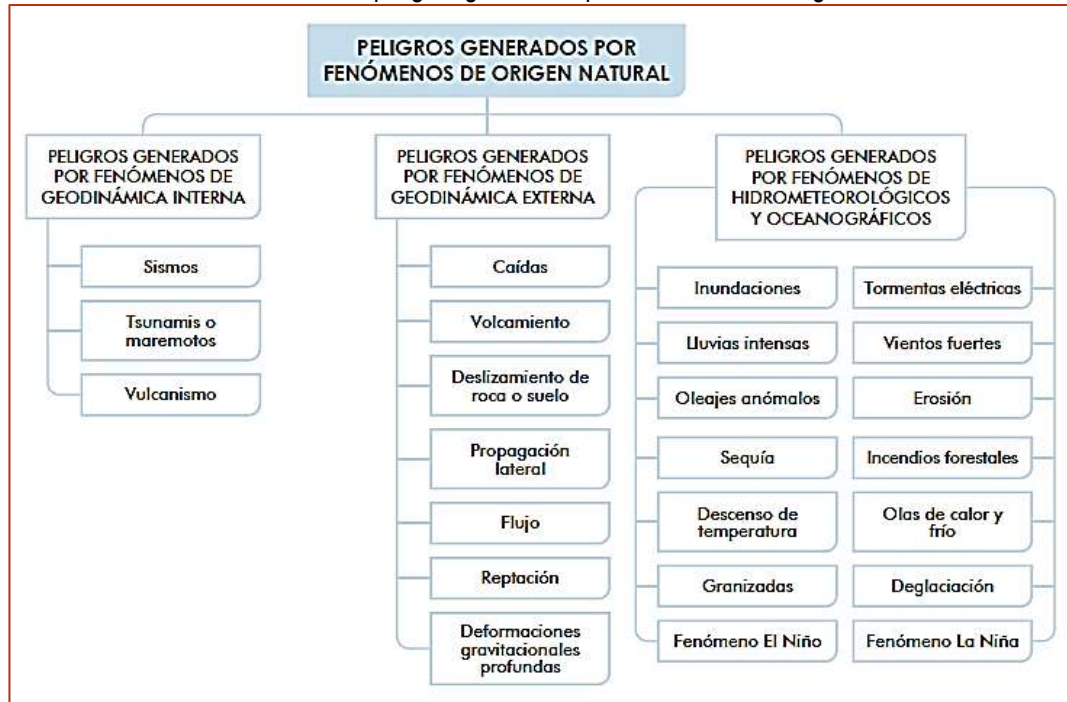 PELIGROS GENERADOS POR
FENÓMENOS DE ORIGEN NATURAL
PELIGROS GENERADOS
POR FENÓMENOS DE
GEODINÁMICA INTERNA
Sismos
Tsunamis o
maremotos
Vulcanismo
PELIGROS GENERADOS
POR FENÓMENOS DE
GEODINÁMICA EXTERNA
Caídas
Volcamiento
Deslizamiento de
roca o suelo
Propagación
lateral
Flujo
Reptación
Deformaciones
gravitacionales
profundas
PELIGROS GENERADOS
POR FENÓMENOS DE
HIDROMETEOROLÓGICOS
Y OCEANOGRÁFICOS
Inundaciones
Tormentas eléctricas
Lluvias intensas
Vientos fuertes
Oleajes anómalos
Erosión
Sequía
Incendios forestales
Descenso de
temperatura
Olas de calor y
frío
Granizadas
Deglaciación
Fenómeno El Niño
Fenómeno La Niña